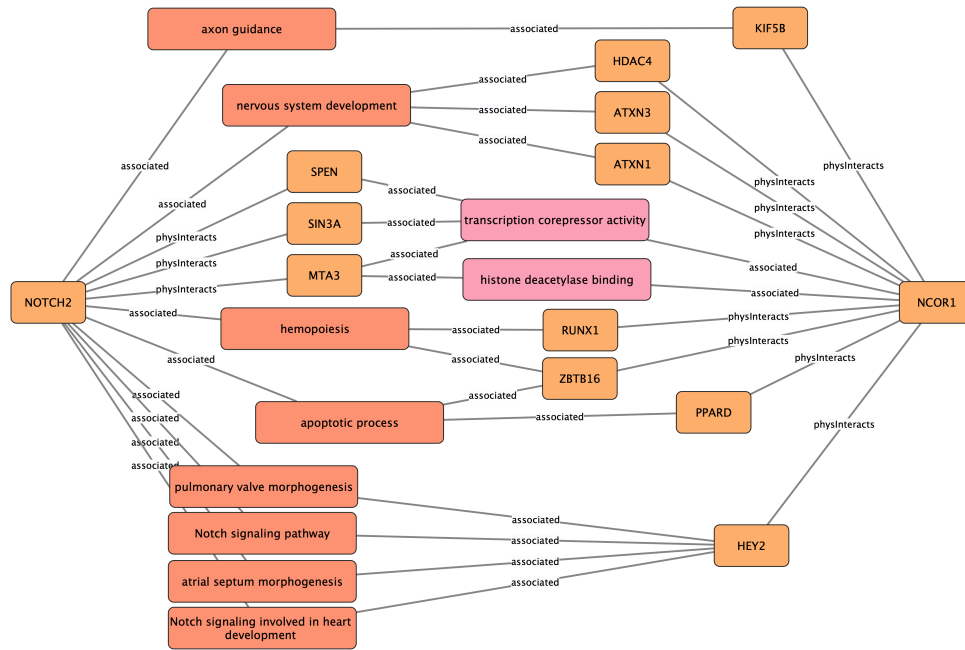 axon guidance
associated
KIF5B
HDAC4
associated
nervous system development
associated
ATXN3
associated
ATXN1
associated
physInteracts
SPEN
associated
physInteracts
associated
transcription corepressor activity
SIN3A
associated
physInteracts
physInteracts
physInteracts
associated
physInteracts
MTA3
associated
associated
histone deacetylase binding
physInteracts
associated
NOTCH2
NCOR1
associated
physInteracts
hemopoiesis
associated
RUNX1
physInteracts
associated
associated
physInteracts
ZBTB16
associated
associated
PPARD
associated
apoptotic process
associated
physInteracts
associated
associated
pulmonary valve morphogenesis
associated
Notch signaling pathway
associated
HEY2
associated
atrial septum morphogenesis
associated
Notch signaling involved in heart
development